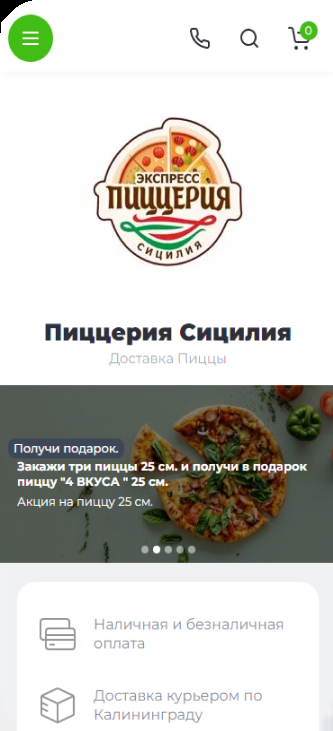 0
ЭКСПРЕСС
ПИЦЦЕРИЯ
СИЦИЛИЯ
Пиццерия Сицилия
Доставка Пиццы
Получи подарок.
Закажи три пиццы 25 см. и получи в подарок
пиццу "4 ВКУСА " 25 см.
Акция на пиццу 25 см.
Наличная и безналичная
оплата
Доставка курьером по
Калининграду